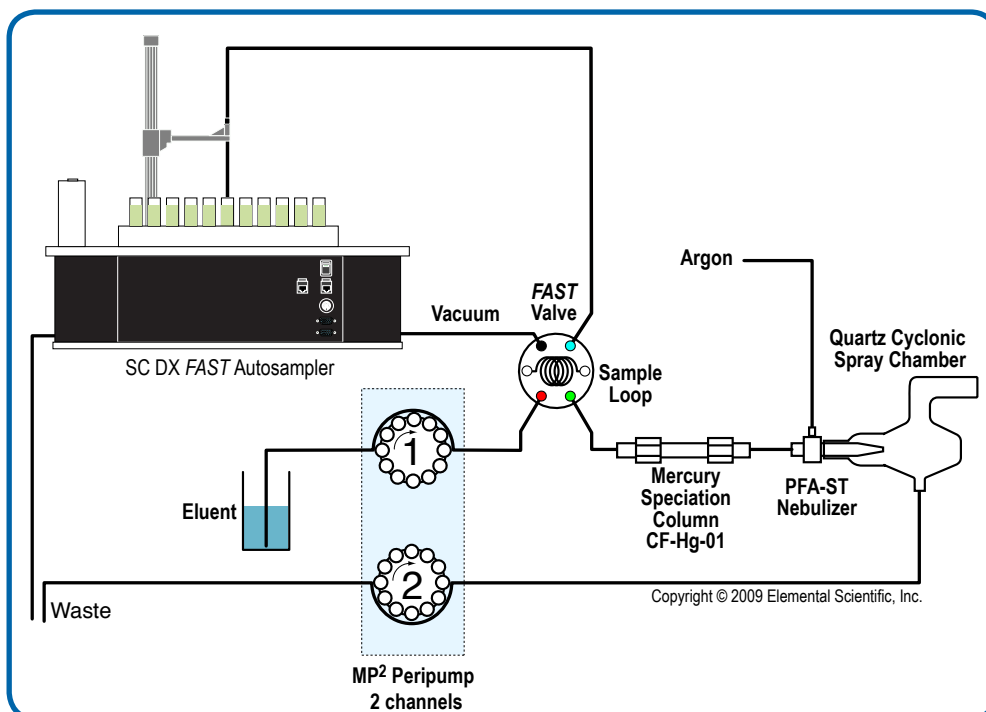 SC DX FAST Autosampler
Vacuum
FAST
Valve
Sample
Loop
Argon
Quartz Cyclonic
Spray Chamber
1
Eluent
Mercury
Speciation
Column
CF-Hg-01
PFA-ST
Nebulizer
2
Waste
Copyright © 2009 Elemental Scientific, Inc.
MP² Peripump
2 channels